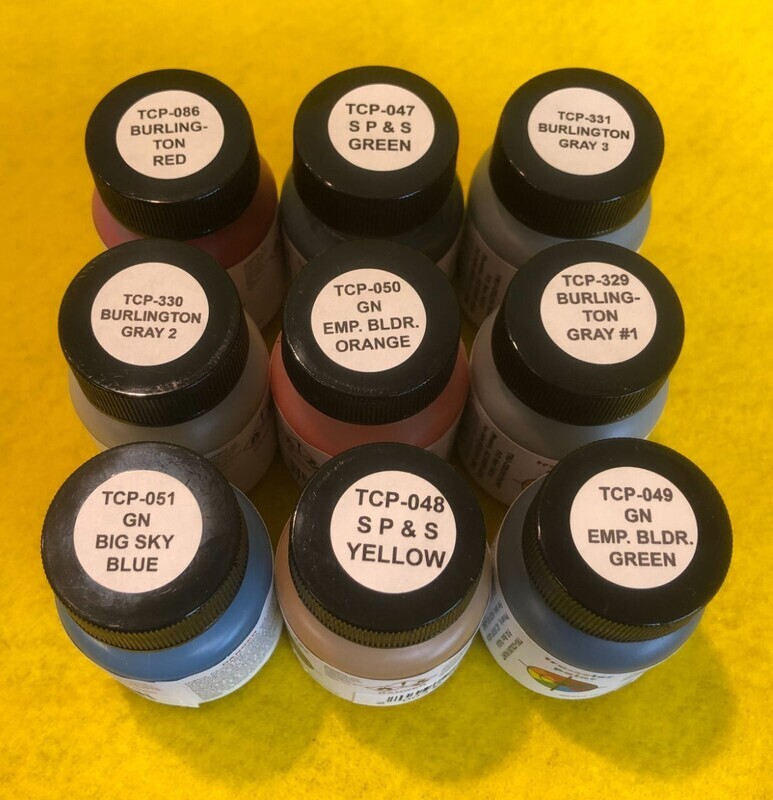 TCP-086
BURLING-
TON
RED
TCP-047
S P & S
GREEN
TCP-331
BURLINGTON
GRAY 3
TCP-330
BURLINGTON
GRAY 2
TCP-050
GN
EMP. BLDR.
ORANGE
TCP-329
BURLING-
TON
GRAY #1
TCP-051
GN
BIG SKY
BLUE
TCP-048
S P & S
YELLOW
TCP-049
GN
EMP. BLDR.
GREEN